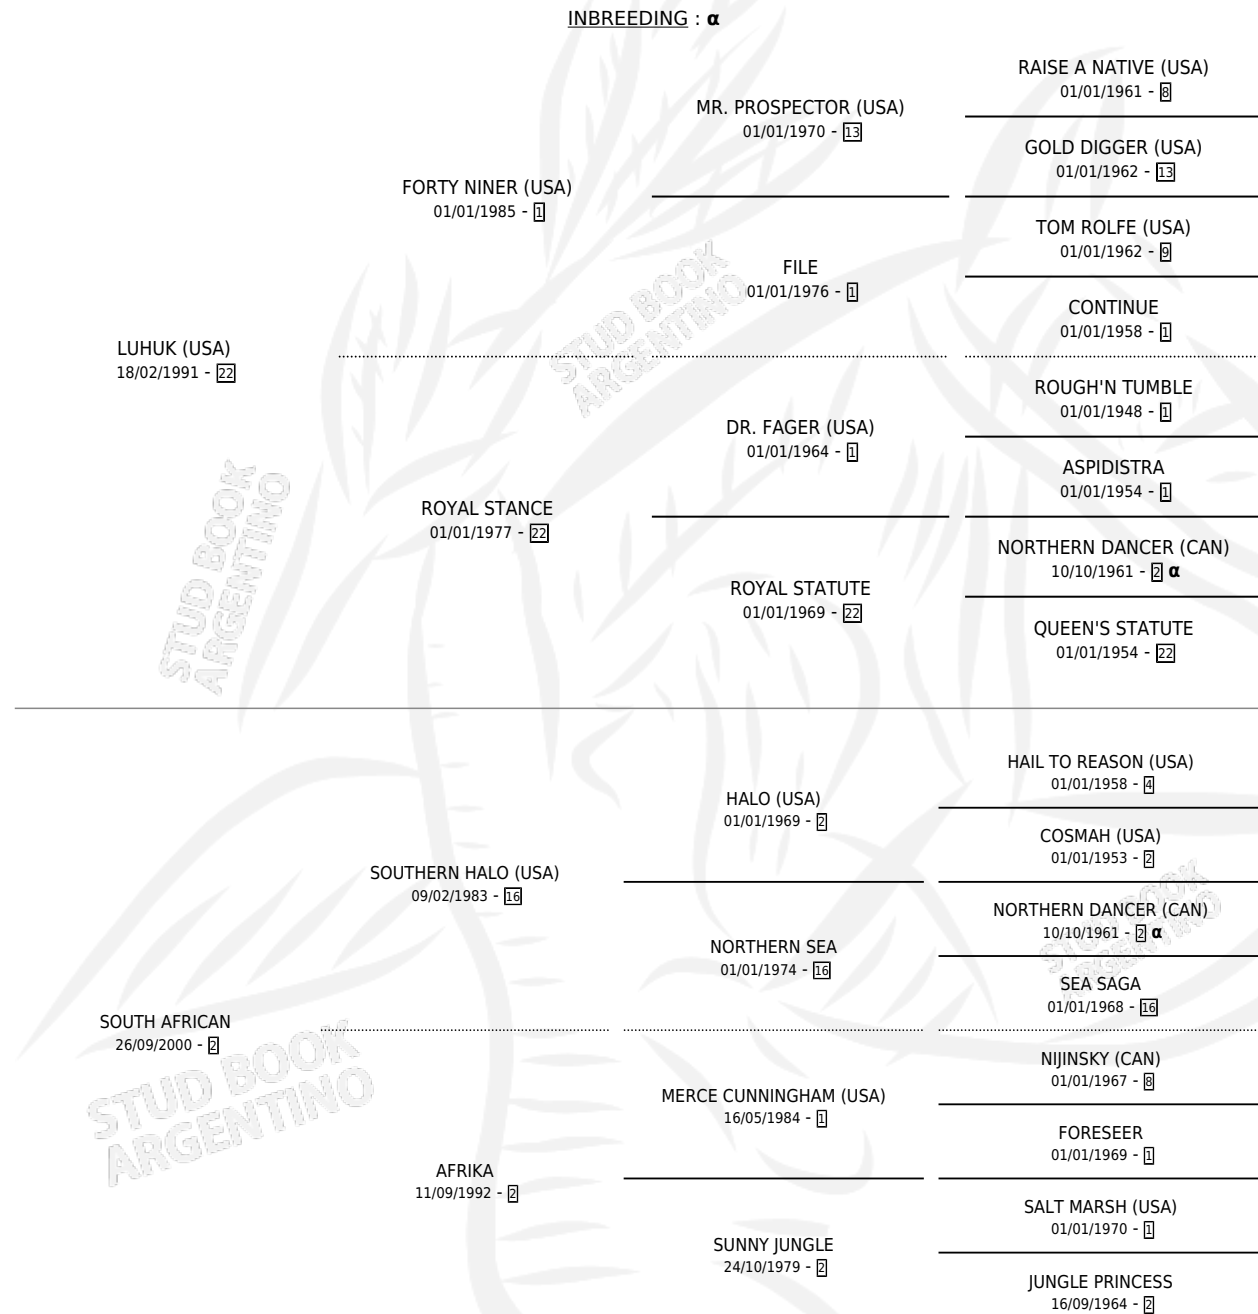 INBREEDING : α
RAISE A NATIVE (USA)
01/01/1961 - 8
MR. PROSPECTOR (USA)
01/01/1970 - 13
GOLD DIGGER (USA)
01/01/1962 - 13
FORTY NINER (USA)
01/01/1985 - 1
TOM ROLFE (USA)
01/01/1962 - 9
FILE
01/01/1976 - 1
CONTINUE
01/01/1958 - 1
LUHUK (USA)
18/02/1991 - 22
ROUGH'N TUMBLE
01/01/1948 - 1
DR. FAGER (USA)
01/01/1964 - 1
ASPIDISTRA
01/01/1954 - 1
ROYAL STANCE
01/01/1977 - 22
NORTHERN DANCER (CAN)
10/10/1961 - 2 α
ROYAL STATUTE
01/01/1969 - 22
QUEEN'S STATUTE
01/01/1954 - 22
HAIL TO REASON (USA)
01/01/1958 - 4
HALO (USA)
01/01/1969 - 2
COSMAH (USA)
01/01/1953 - 2
SOUTHERN HALO (USA)
09/02/1983 - 16
NORTHERN DANCER (CAN)
10/10/1961 - 2 α
NORTHERN SEA
01/01/1974 - 16
SEA SAGA
01/01/1968 - 16
SOUTH AFRICAN
26/09/2000 - 2
NIJINSKY (CAN)
01/01/1967 - 8
MERCE CUNNINGHAM (USA)
16/05/1984 - 1
FORESEER
01/01/1969 - 1
AFRIKA
11/09/1992 - 2
SALT MARSH (USA)
01/01/1970 - 1
SUNNY JUNGLE
24/10/1979 - 2
JUNGLE PRINCESS
16/09/1964 - 2
STUD BOOK
ARGENTINO
STUD BOOK
ARGENTINO
STUD BOOK
ARGENTINO
STUD BOOK
ARGENTINO